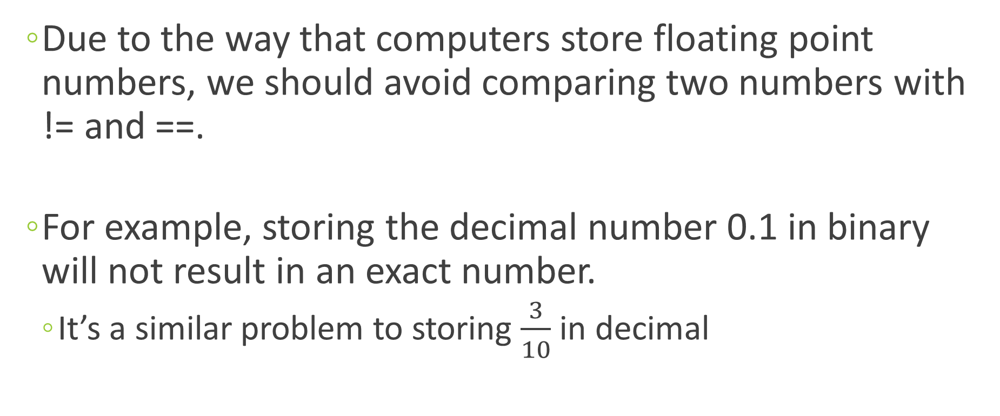 ◦Due to the way that computers store floating point
numbers, we should avoid comparing two numbers with
!= and ==.
◦For example, storing the decimal number 0.1 in binary
will not result in an exact number.
◦It’s a similar problem to storing 3/10 in decimal